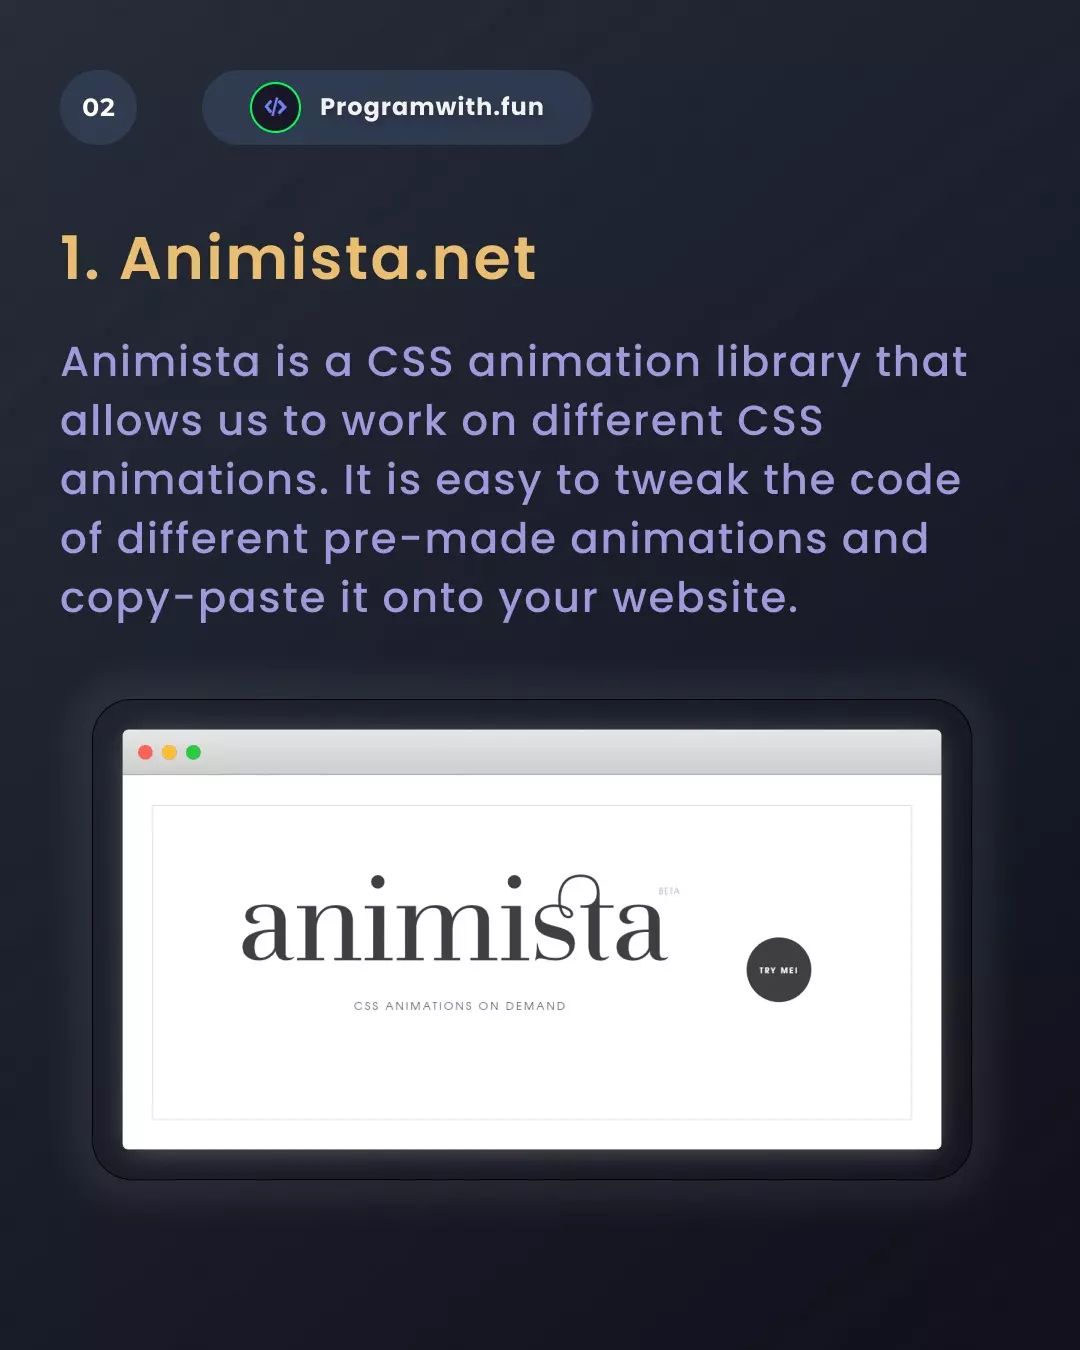 02
</> Programwith.fun
1. Animista.net
Animista is a CSS animation library that
allows us to work on different CSS
animations. It is easy to tweak the code
of different pre-made animations and
copy-paste it onto your website.
animista BETA
TRY ME!
CSS ANIMATIONS ON DEMAND